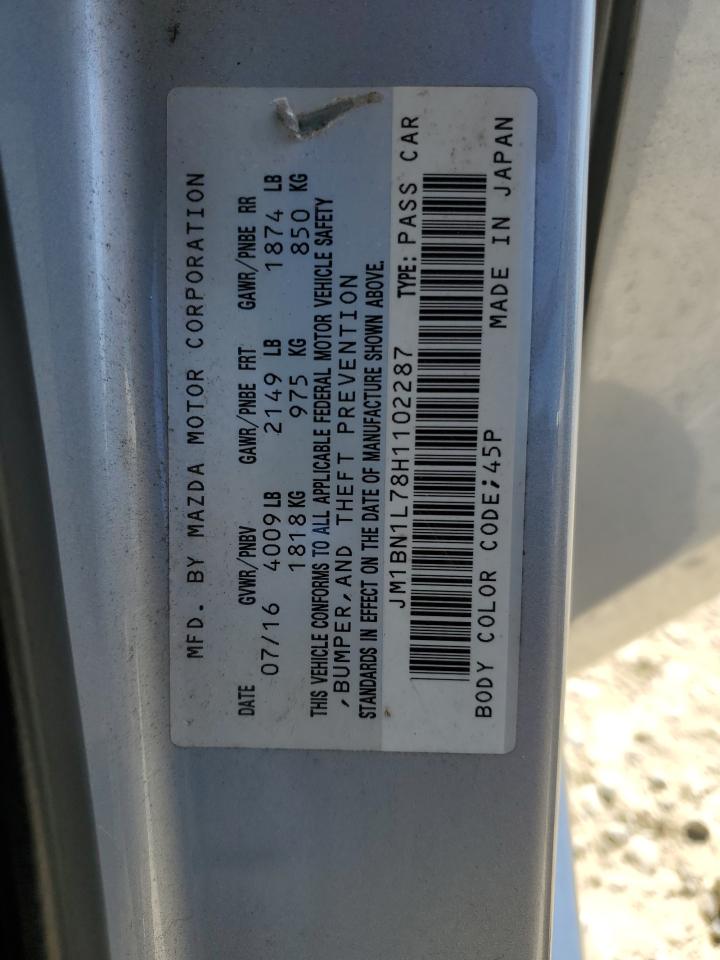 MFD. BY MAZDA MOTOR CORPORATION
DATE GVWR/PNBV GAWR/PNBE FRT GAWR/PNBE RR
07/16 4009 LB 2149 LB 1874 LB
1818 KG 975 KG 850 KG
THIS VEHICLE CONFORMS TO ALL APPLICABLE FEDERAL MOTOR VEHICLE SAFETY
,BUMPER,AND THEFT PREVENTION
STANDARDS IN EFFECT ON THE DATE OF MANUFACTURE SHOWN ABOVE.
JM1BN1L78H1102287 TYPE: PASS CAR
BODY COLOR CODE;45P MADE IN JAPAN